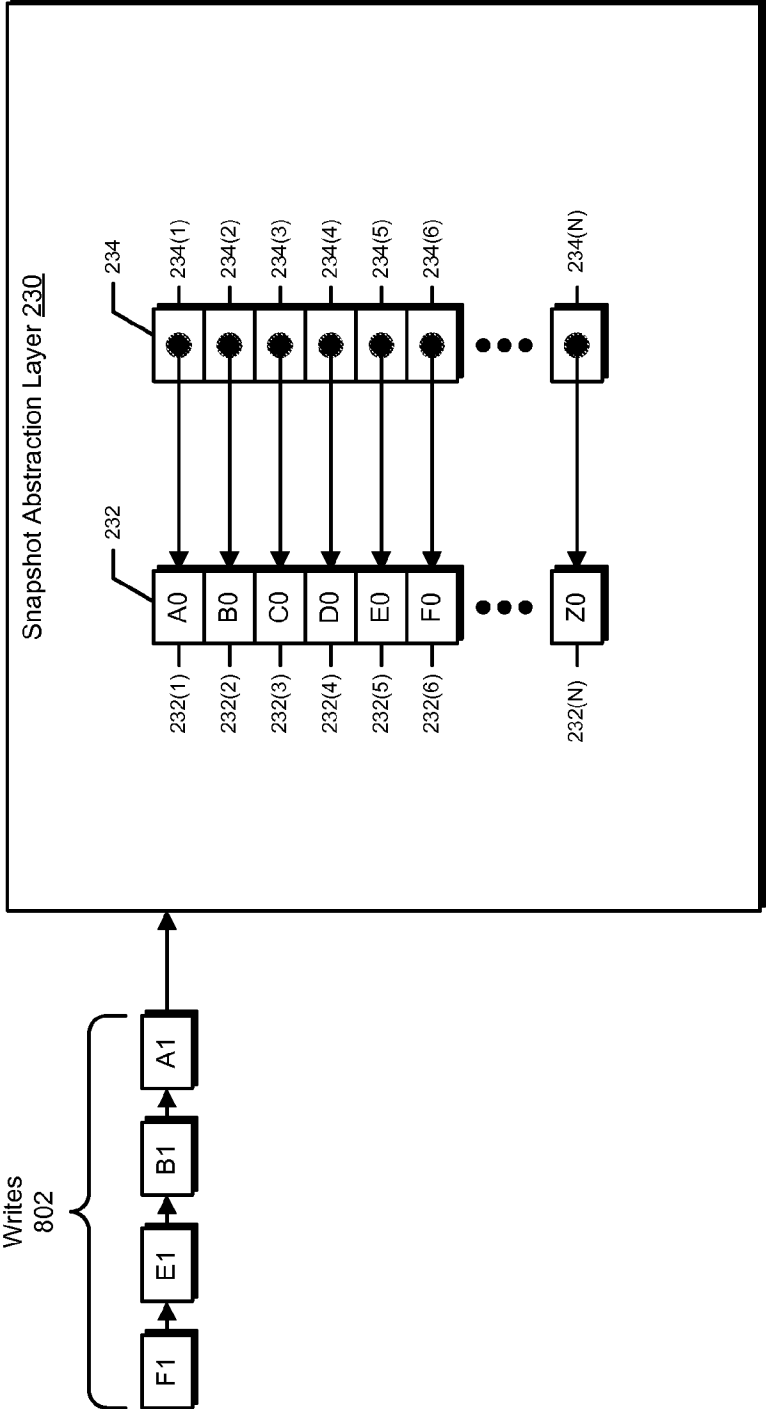 Snapshot Abstraction Layer 230
Writes
802
F1
E1
B1
A1
232
234
232(1)
A0
234(1)
232(2)
B0
234(2)
232(3)
C0
234(3)
232(4)
D0
234(4)
232(5)
E0
234(5)
232(6)
F0
234(6)
232(N)
Z0
234(N)